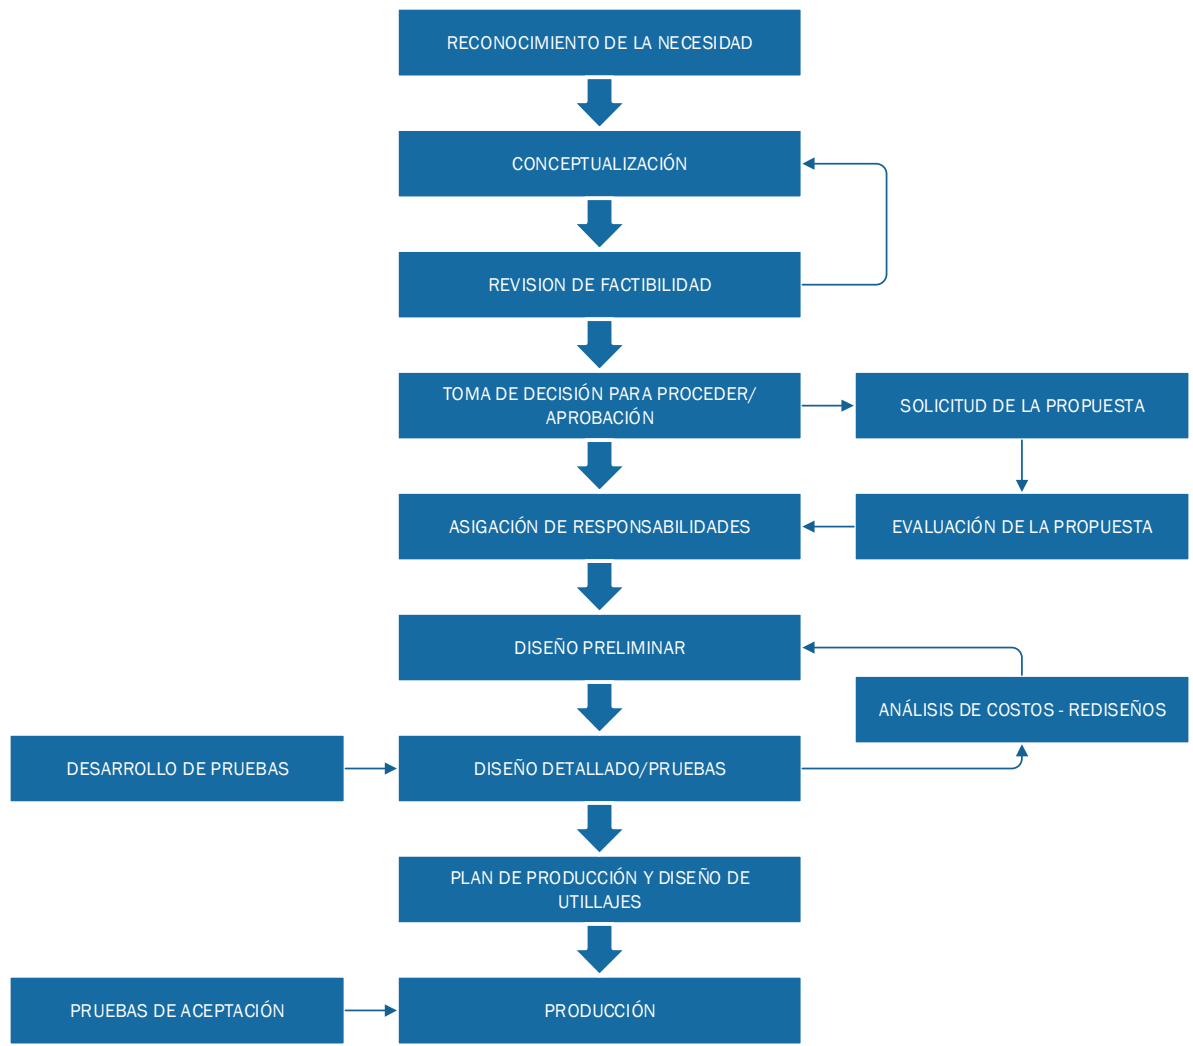 RECONOCIMIENTO DE LA NECESIDAD
CONCEPTUALIZACIÓN
REVISION DE FACTIBILIDAD
TOMA DE DECISIÓN PARA PROCEDER/
APROBACIÓN
SOLICITUD DE LA PROPUESTA
ASIGACIÓN DE RESPONSABILIDADES
EVALUACIÓN DE LA PROPUESTA
DISEÑO PRELIMINAR
ANÁLISIS DE COSTOS - REDISEÑOS
DESARROLLO DE PRUEBAS
DISEÑO DETALLADO/PRUEBAS
PLAN DE PRODUCCIÓN Y DISEÑO DE
UTILLAJES
PRUEBAS DE ACEPTACIÓN
PRODUCCIÓN